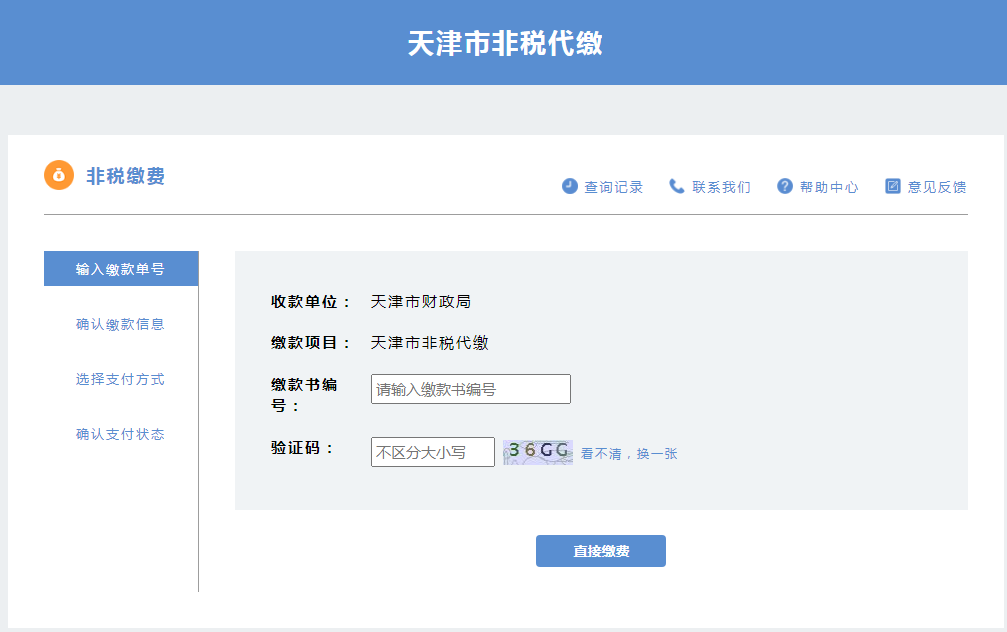 天津市非税代缴
非税缴费
查询记录 联系我们 帮助中心 意见反馈
输入缴款单号
确认缴款信息
选择支付方式
确认支付状态
收款单位： 天津市财政局
缴款项目： 天津市非税代缴
缴款书编
号： 请输入缴款书编号
验证码： 不区分大小写 36GG 看不清，换一张
直接缴费